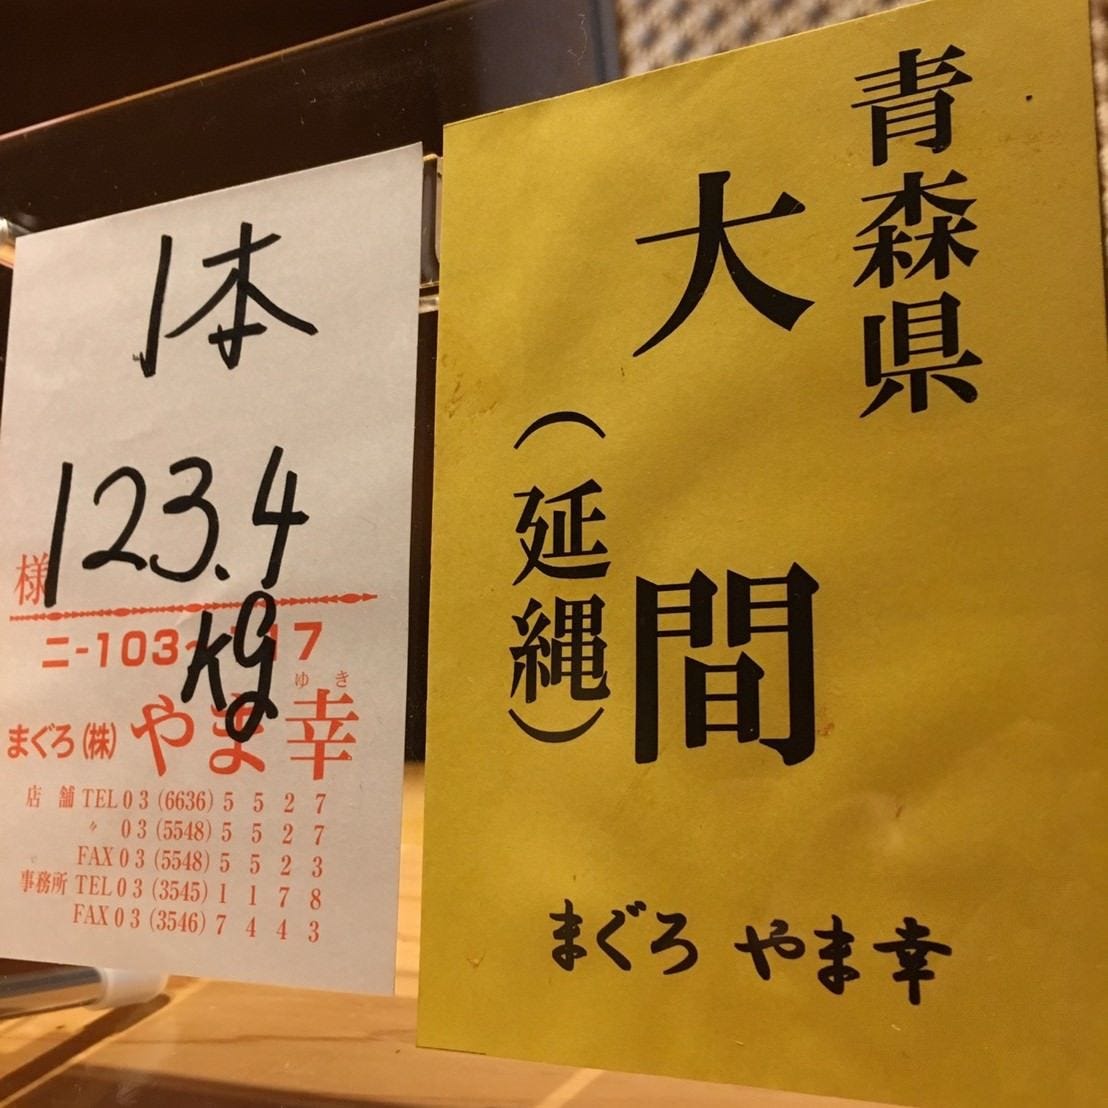 1本
123.4
kg
様
ニ-103~117
ゆき
まぐろ(株)やま幸
店舗 TEL03(6636)5527
〃 03(5548)5527
FAX03(5548)5523
事務所 TEL03(3545)1178
FAX03(3546)7443
青森県
大間
(延縄)
まぐろ やま幸